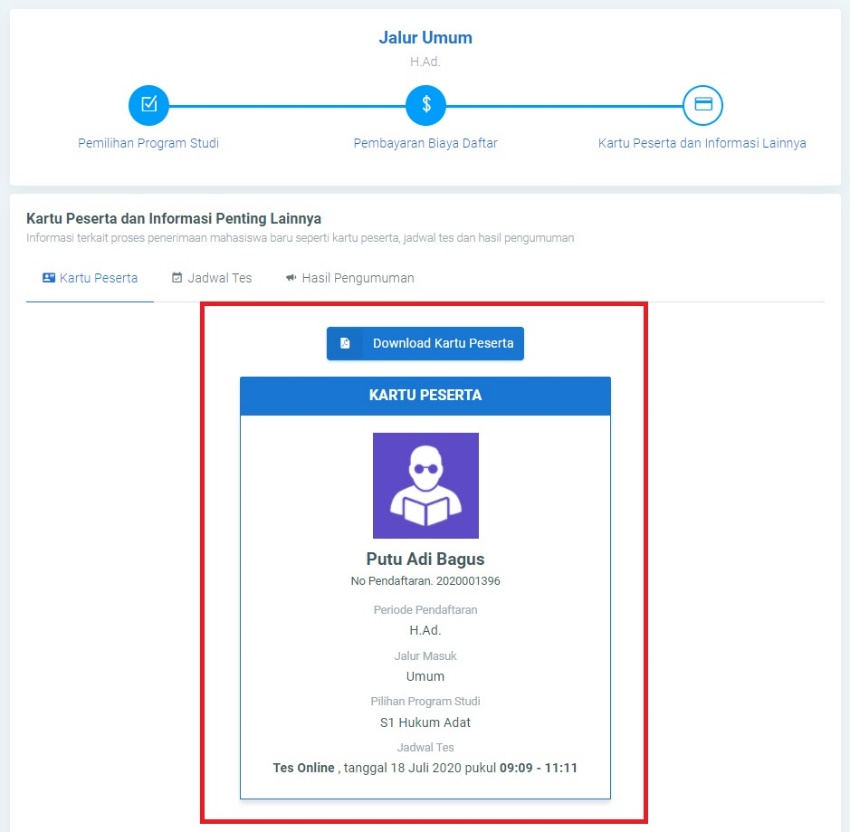 Jalur Umum
H.Ad.
$
Pemilihan Program Studi
Pembayaran Biaya Daftar
Kartu Peserta dan Informasi Lainnya
Kartu Peserta dan Informasi Penting Lainnya
Informasi terkait proses penerimaan mahasiswa baru seperti kartu peserta, jadwal tes dan hasil pengumuman
Kartu Peserta
Jadwal Tes
Hasil Pengumuman
Download Kartu Peserta
KARTU PESERTA
Putu Adi Bagus
No Pendaftaran. 2020001396
Periode Pendaftaran
H.Ad.
Jalur Masuk
Umum
Pilihan Program Studi
S1 Hukum Adat
Jadwal Tes
Tes Online , tanggal 18 Juli 2020 pukul 09:09 - 11:11